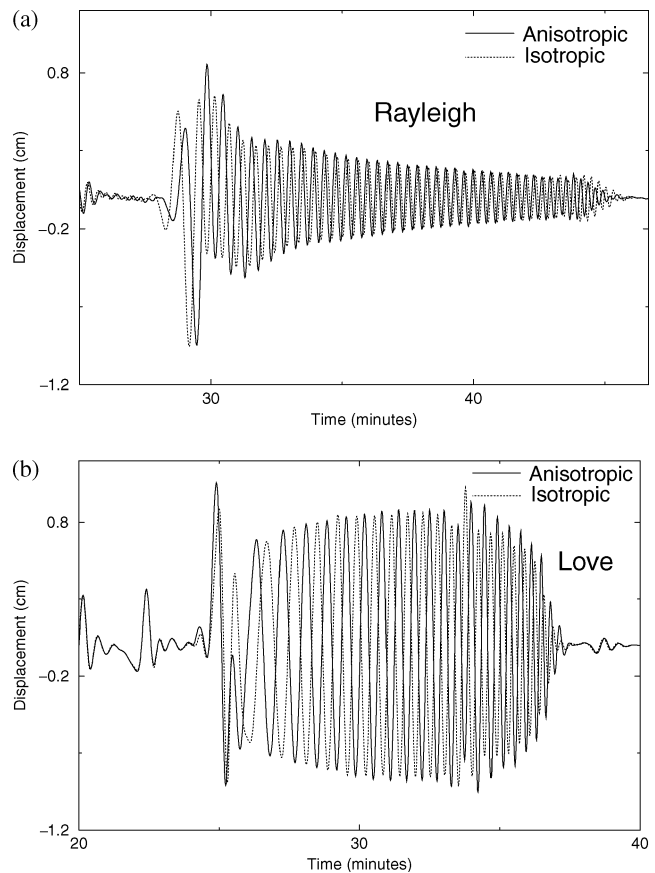 (a)
Anisotropic
Isotropic
Rayleigh
0.8
−0.2
−1.2
Displacement (cm)
30
40
Time (minutes)
(b)
Anisotropic
Isotropic
Love
0.8
−0.2
−1.2
Displacement (cm)
20
30
40
Time (minutes)